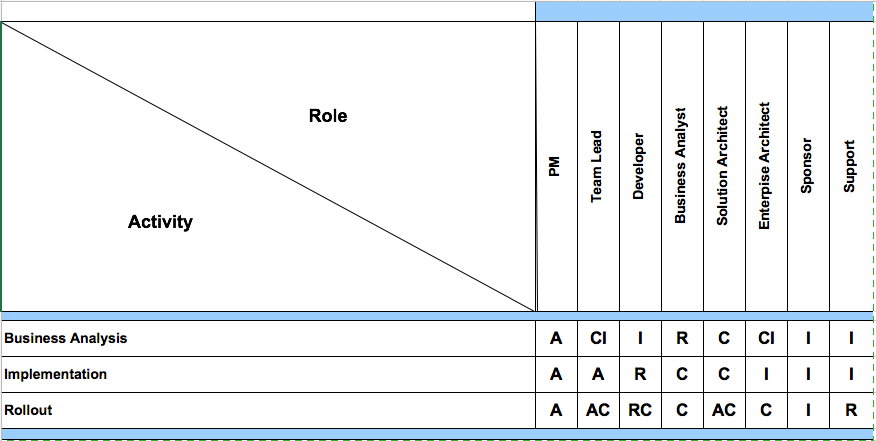 Role
Activity
PM
Team Lead
Developer
Business Analyst
Solution Architect
Enterpise Architect
Sponsor
Support
Business Analysis A CI I R C CI I I
Implementation A A R C C I I I
Rollout A AC RC C AC C I R